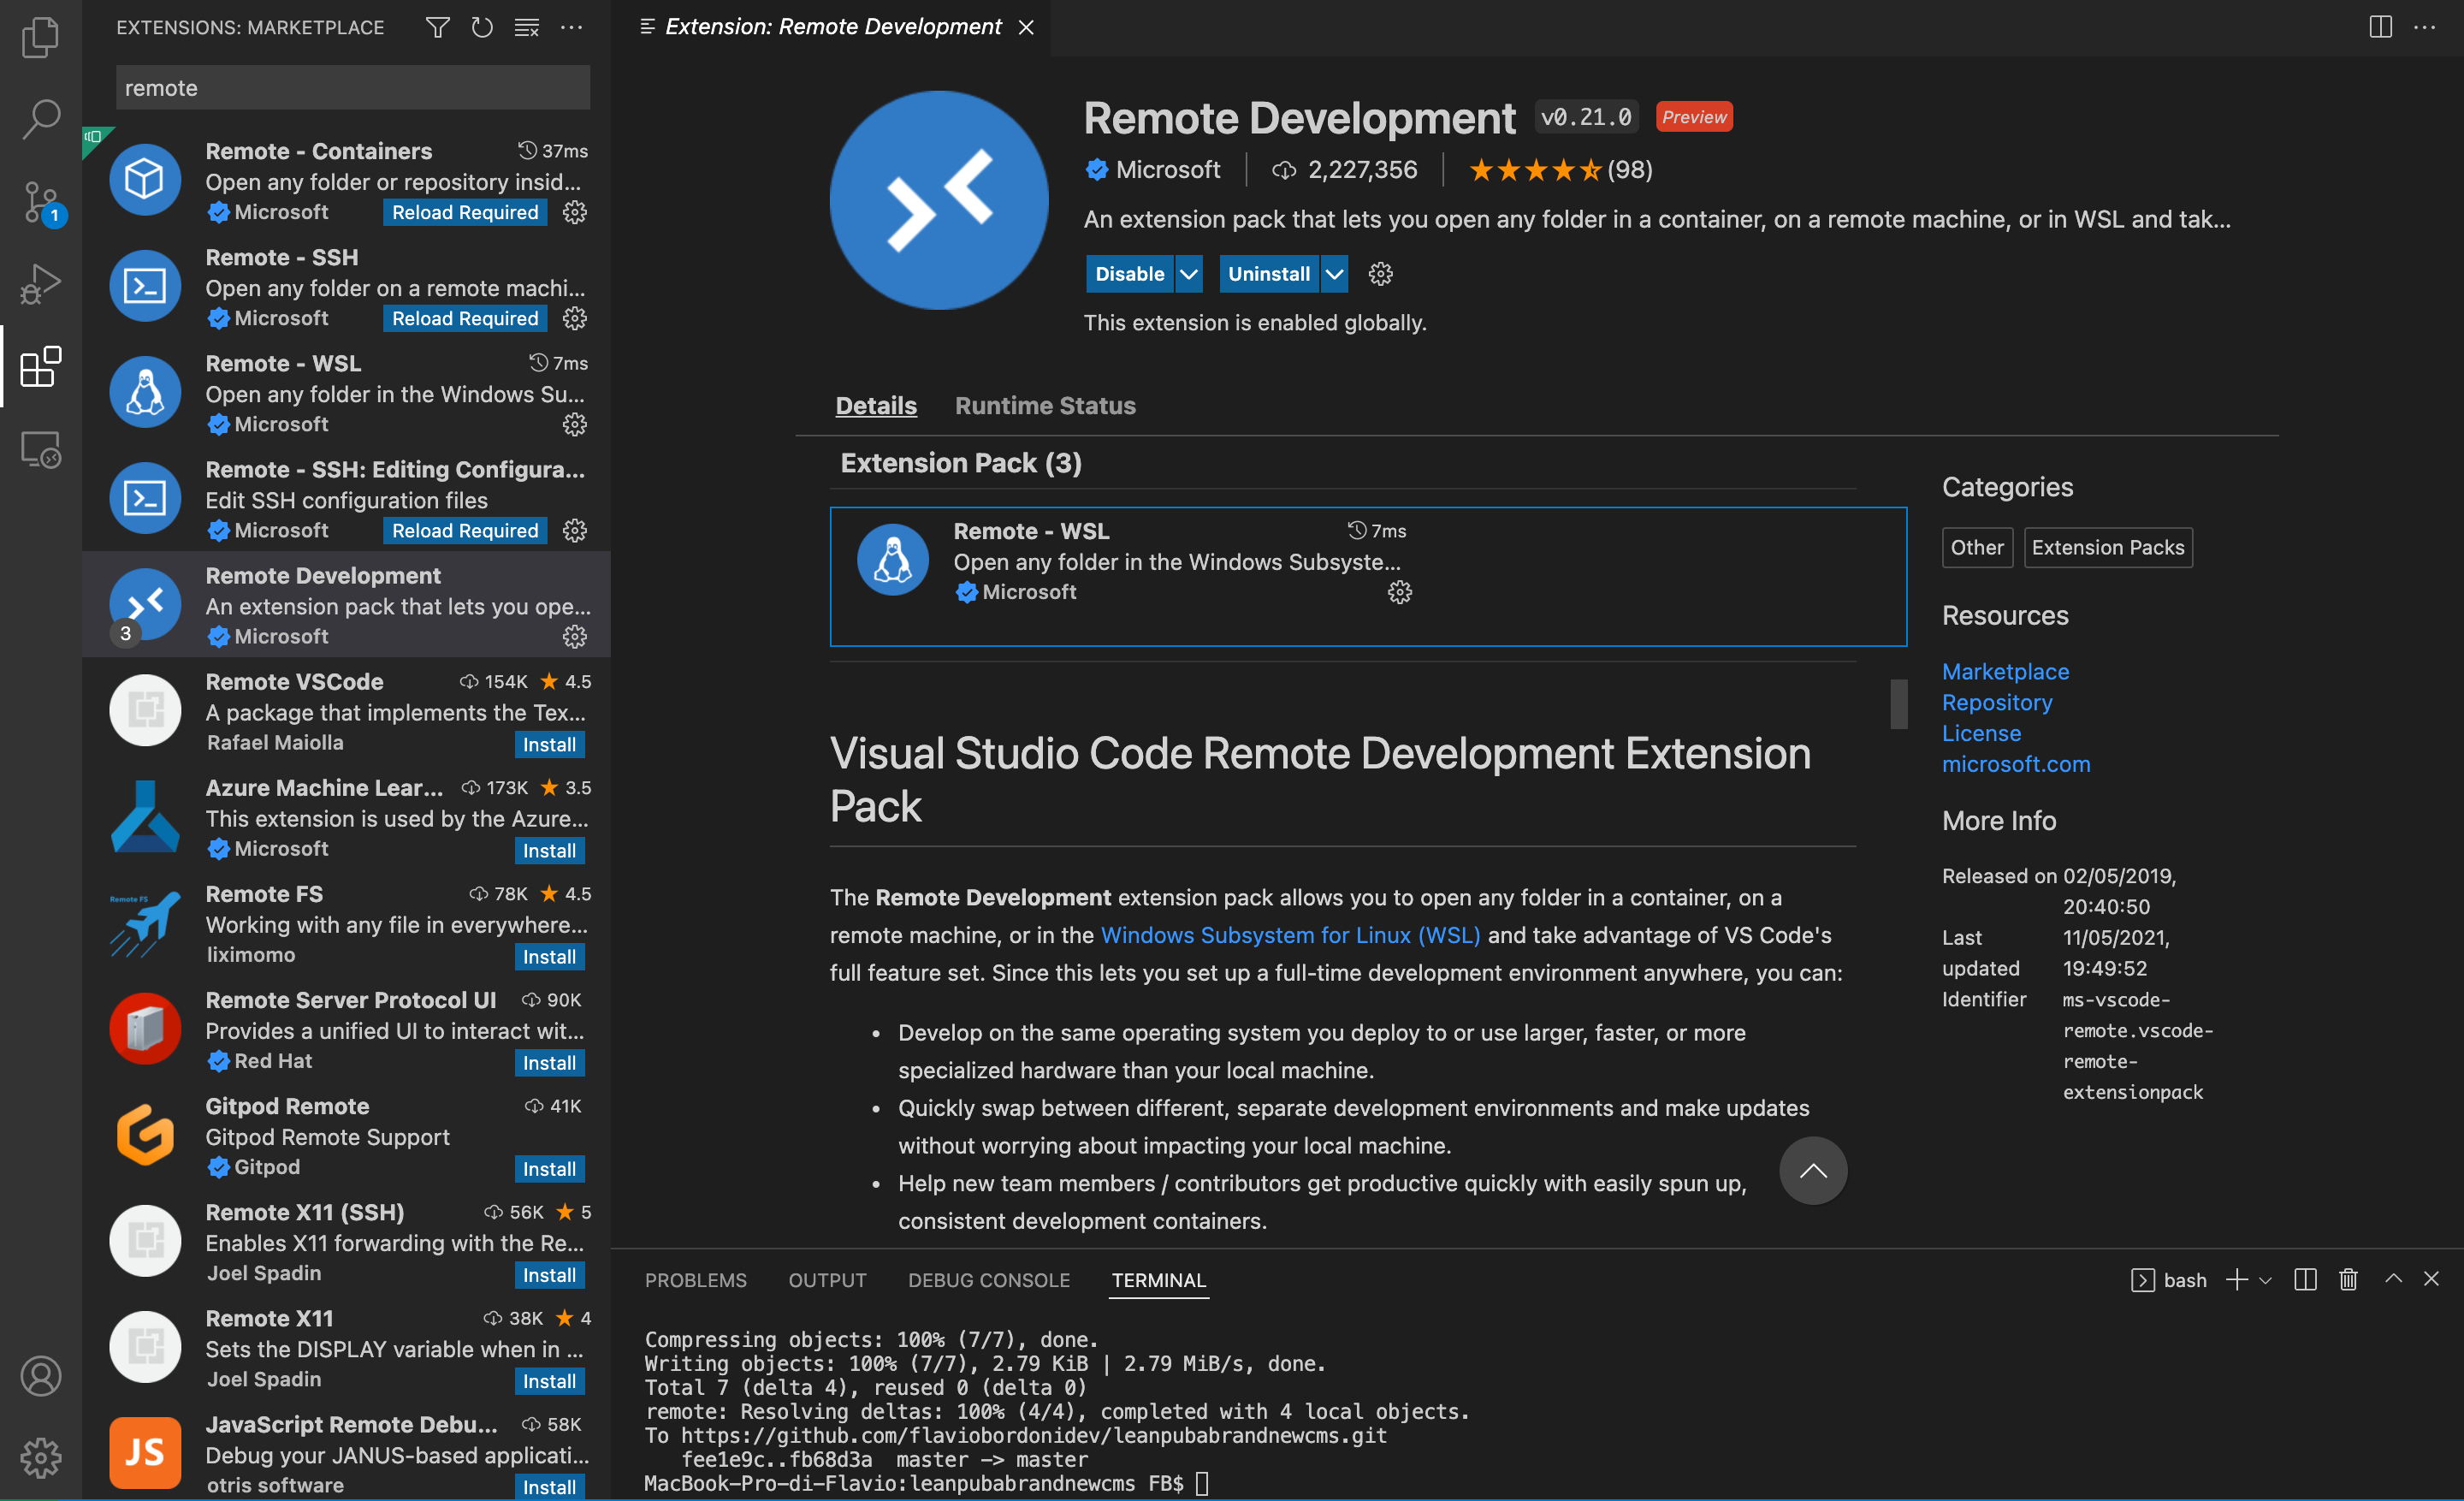 EXTENSIONS: MARKETPLACE
remote
Remote - Containers 37ms
Open any folder or repository insid...
Microsoft Reload Required
Remote - SSH
Open any folder on a remote machi...
Microsoft Reload Required
Remote - WSL 7ms
Open any folder in the Windows Su...
Microsoft
Remote - SSH: Editing Configura...
Edit SSH configuration files
Microsoft Reload Required
Remote Development
An extension pack that lets you ope...
3 Microsoft
Remote VSCode 154K 4.5
A package that implements the Tex...
Rafael Maiolla Install
Azure Machine Lear... 173K 3.5
This extension is used by the Azure...
Microsoft Install
Remote FS 78K 4.5
Remote FS
Working with any file in everywhere...
liximomo Install
Remote Server Protocol UI 90K
Provides a unified UI to interact wit...
Red Hat Install
Gitpod Remote 41K
Gitpod Remote Support
Gitpod Install
Remote X11 (SSH) 56K 5
Enables X11 forwarding with the Re...
Joel Spadin Install
Remote X11 38K 4
Sets the DISPLAY variable when in ...
Joel Spadin Install
JavaScript Remote Debu... 58K
JS
Debug your JANUS-based applicati...
otris software Install
1
Extension: Remote Development
Remote Development v0.21.0 Preview
Microsoft 2,227,356 (98)
An extension pack that lets you open any folder in a container, on a remote machine, or in WSL and tak...
Disable Uninstall
This extension is enabled globally.
Details Runtime Status
Extension Pack (3)
Remote - WSL 7ms
Open any folder in the Windows Subsyste...
Microsoft
Visual Studio Code Remote Development Extension
Pack
The Remote Development extension pack allows you to open any folder in a container, on a
remote machine, or in the Windows Subsystem for Linux (WSL) and take advantage of VS Code's
full feature set. Since this lets you set up a full-time development environment anywhere, you can:
• Develop on the same operating system you deploy to or use larger, faster, or more
specialized hardware than your local machine.
• Quickly swap between different, separate development environments and make updates
without worrying about impacting your local machine.
• Help new team members / contributors get productive quickly with easily spun up,
consistent development containers.
Categories
Other Extension Packs
Resources
Marketplace
Repository
License
microsoft.com
More Info
Released on 02/05/2019,
20:40:50
Last 11/05/2021,
updated 19:49:52
Identifier ms-vscode-
remote.vscode-
remote-
extensionpack
PROBLEMS OUTPUT DEBUG CONSOLE TERMINAL bash
Compressing objects: 100% (7/7), done.
Writing objects: 100% (7/7), 2.79 KiB | 2.79 MiB/s, done.
Total 7 (delta 4), reused 0 (delta 0)
remote: Resolving deltas: 100% (4/4), completed with 4 local objects.
To https://github.com/flaviobordonidev/leanpubabrandnewcms.git
fee1e9c..fb68d3a master -> master
MacBook-Pro-di-Flavio:leanpubabrandnewcms FB$